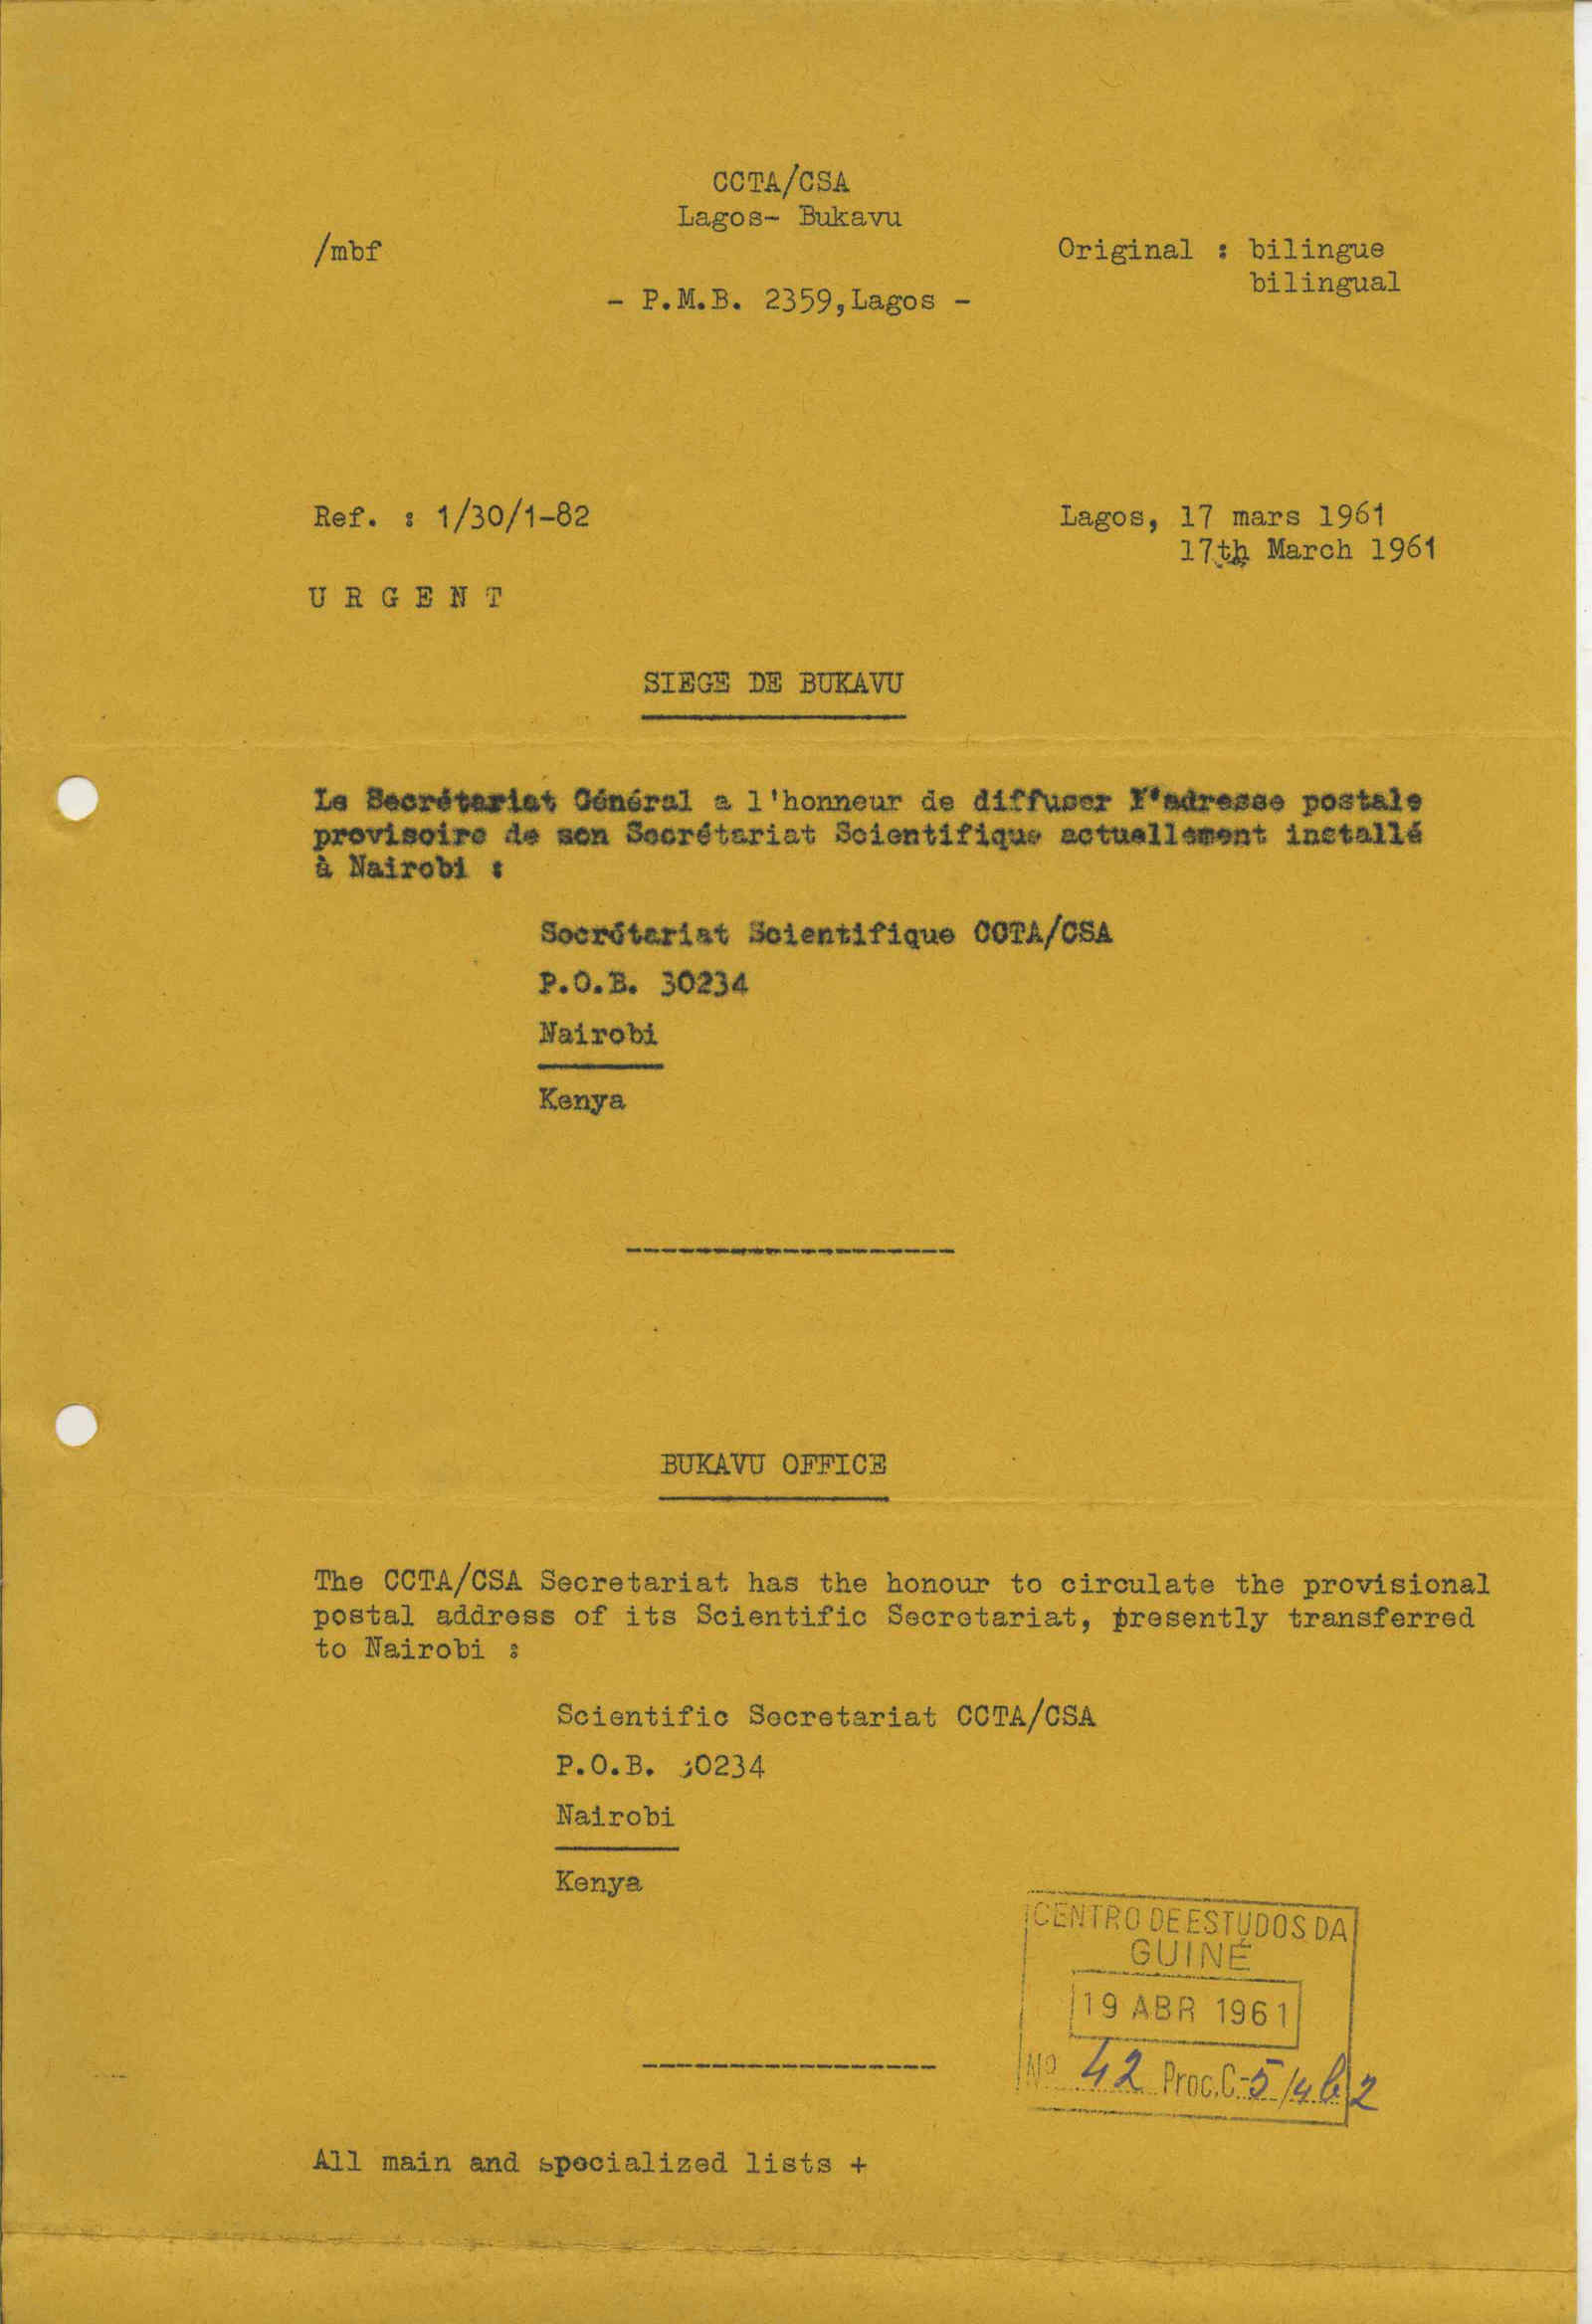 CCTA/CSA
Lagos- Bukavu
/mbf
Original : bilingue
bilingual
- P.M.B. 2359,Lagos -
Ref. : 1/30/1-82
Lagos, 17 mars 1961
17th March 1961
U R G E N T
SIEGE DE BUKAVU
Le Secrétariat Général a l'honneur de diffuser l'adresse postale
provisoire de son Secrétariat Scientifique actuellement installé
à Nairobi :
Secrétariat Scientifique CCTA/CSA
P.O.B. 30234
Nairobi
Kenya
BUKAVU OFFICE
The CCTA/CSA Secretariat has the honour to circulate the provisional
postal address of its Scientific Secretariat, presently transferred
to Nairobi :
Scientific Secretariat CCTA/CSA
P.O.B. 30234
Nairobi
Kenya
CENTRO DE ESTUDOS DA
GUINÉ
19 ABR 1961
Nº 42 Proc.C-5/4b2
All main and specialized lists +